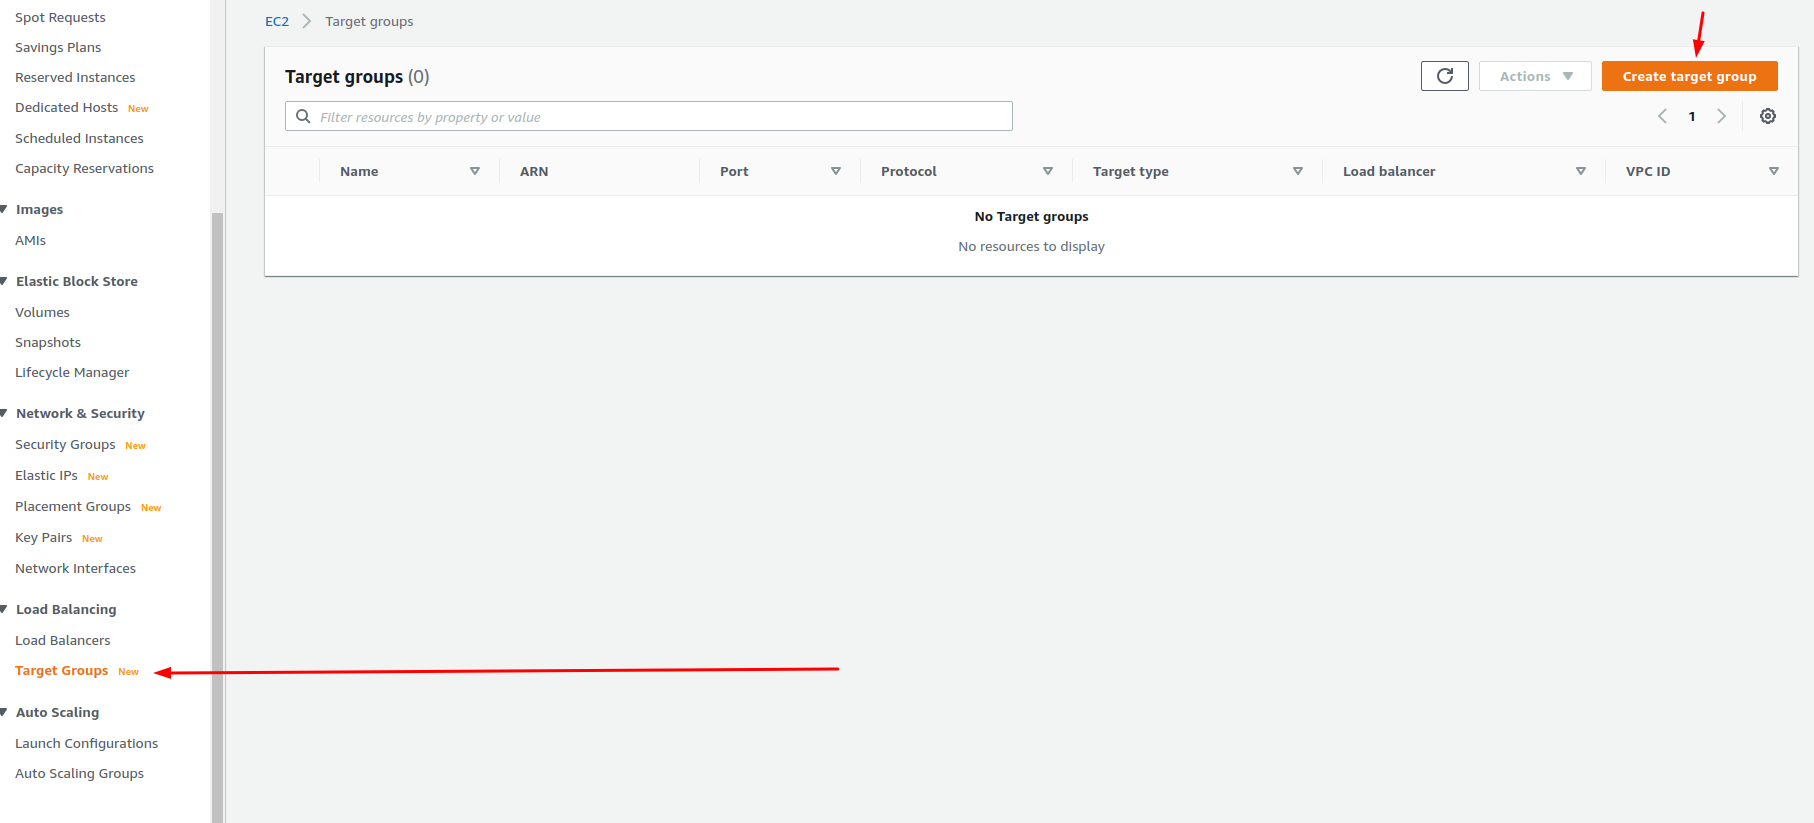 Spot Requests
Savings Plans
Reserved Instances
Dedicated Hosts New
Scheduled Instances
Capacity Reservations
Images
AMIs
Elastic Block Store
Volumes
Snapshots
Lifecycle Manager
Network & Security
Security Groups New
Elastic IPs New
Placement Groups New
Key Pairs New
Network Interfaces
Load Balancing
Load Balancers
Target Groups New
Auto Scaling
Launch Configurations
Auto Scaling Groups
EC2 Target groups
Target groups (0) Actions Create target group
Filter resources by property or value 1
Name ARN Port Protocol Target type Load balancer VPC ID
No Target groups
No resources to display